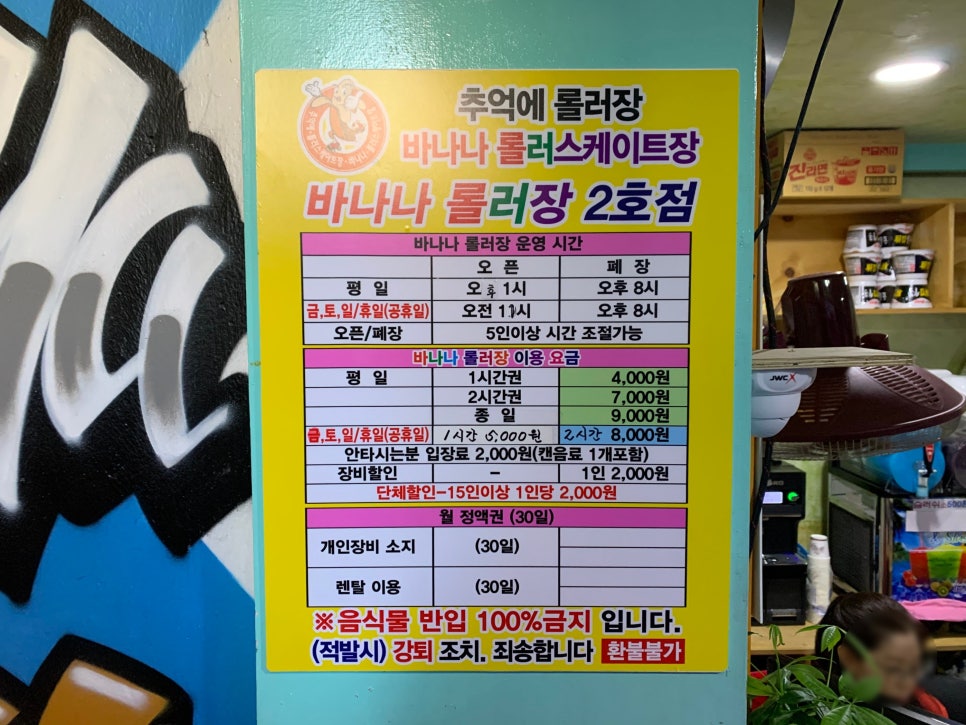 추억에 롤러장
바나나 롤러스케이트장
바나나 롤러장 2호점
바나나 롤러장 운영 시간
오 픈 폐 장
평 일 오후 1시 오후 8시
금,토,일/휴일(공휴일) 오전 11시 오후 8시
오픈/폐장 5인이상 시간 조절가능
바나나 롤러장 이용 요금
평 일 1시간권 4,000원
2시간권 7,000원
종 일 9,000원
금,토,일/휴일(공휴일) 1시간 5,000원 2시간 8,000원
안타시는분 입장료 2,000원(캔음료 1개포함)
장비할인 – 1인 2,000원
단체할인–15인이상 1인당 2,000원
월 정액권 (30일)
개인장비 소지 (30일)
렌탈 이용 (30일)
※음식물 반입 100%금지 입니다.
(적발시) 강퇴 조치. 죄송합니다 환불불가
진라면
JWC X